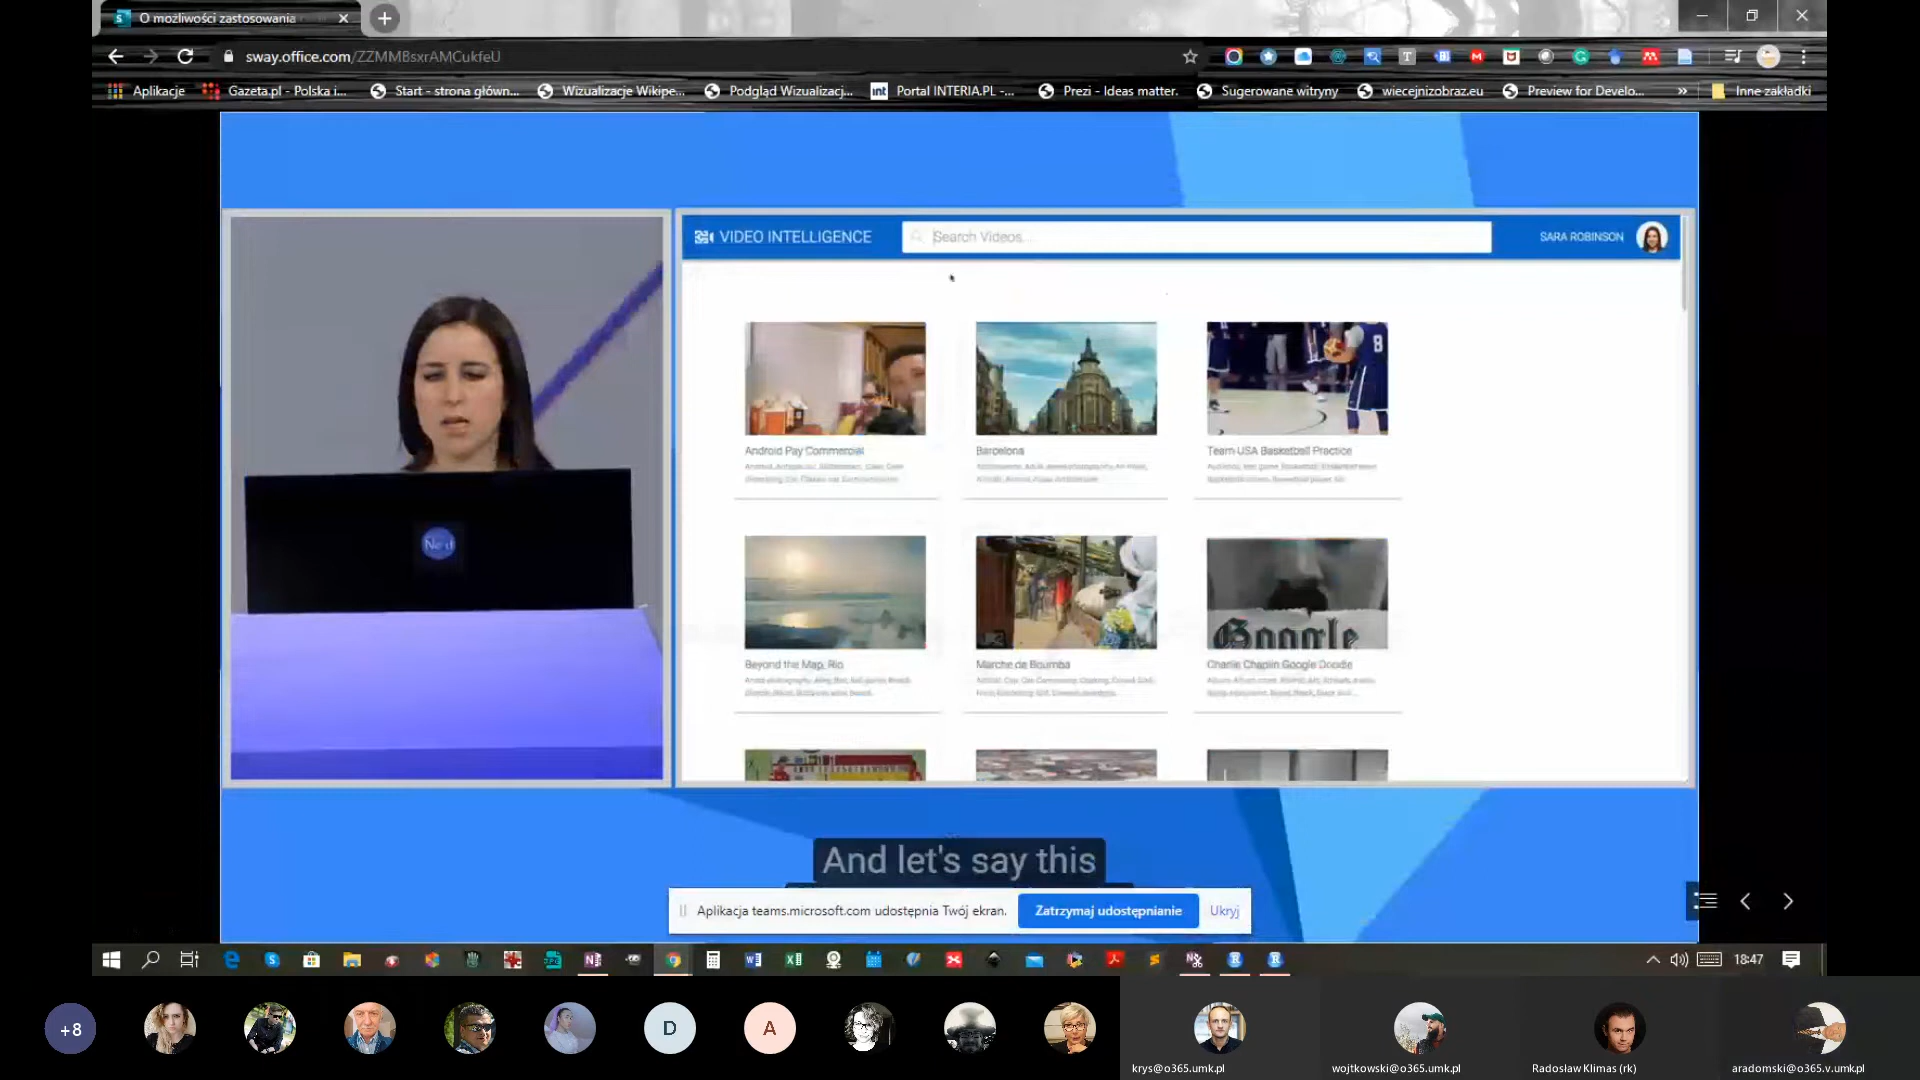 O możliwości zastosowania
sway.office.com/ZZMMBsxrAMCukfeU
Aplikacje
Gazeta.pl - Polska i...
Start - strona główn...
Wizualizacje Wikipe...
Podgląd Wizualizacj...
Portal INTERIA.PL -...
Prezi - Ideas matter.
Sugerowane witryny
wiecejnizobraz.eu
Preview for Develo...
Inne zakładki
VIDEO INTELLIGENCE
Search Videos...
SARA ROBINSON
Android Pay Commercial
Barcelona
Team USA Basketball Practice
8
Google
Beyond the Map, Rio
Marche de Boumba
Charlie Chaplin Google Doodle
Next
And let's say this
Aplikacja teams.microsoft.com udostępnia Twój ekran.
Zatrzymaj udostępnianie
Ukryj
18:47
+8
D
A
krys@o365.umk.pl
wojtkowski@o365.umk.pl
Radosław Klimas (rk)
aradomski@o365.v.umk.pl